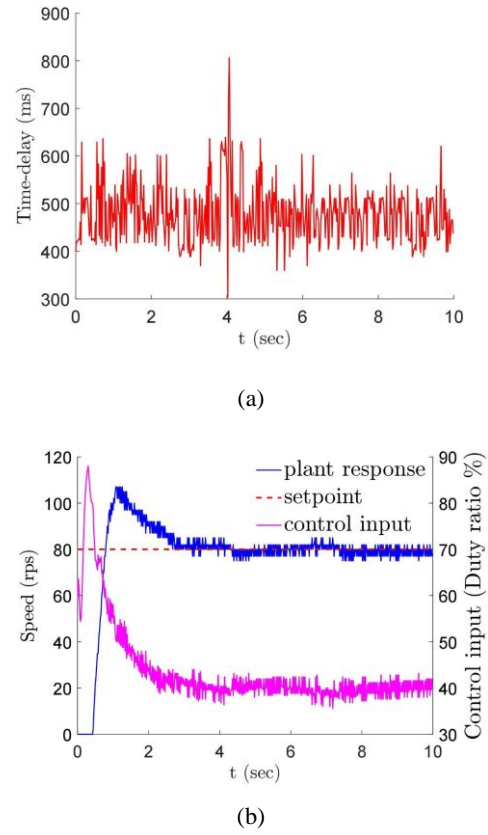 900
800
700
600
500
400
300
Time-delay (ms)
0 2 4 6 8 10
t (sec)
(a)
120
100
80
60
40
20
0
Speed (rps)
plant response
setpoint
control input
90
80
70
60
50
40
30
Control input (Duty ratio %)
0 2 4 6 8 10
t (sec)
(b)